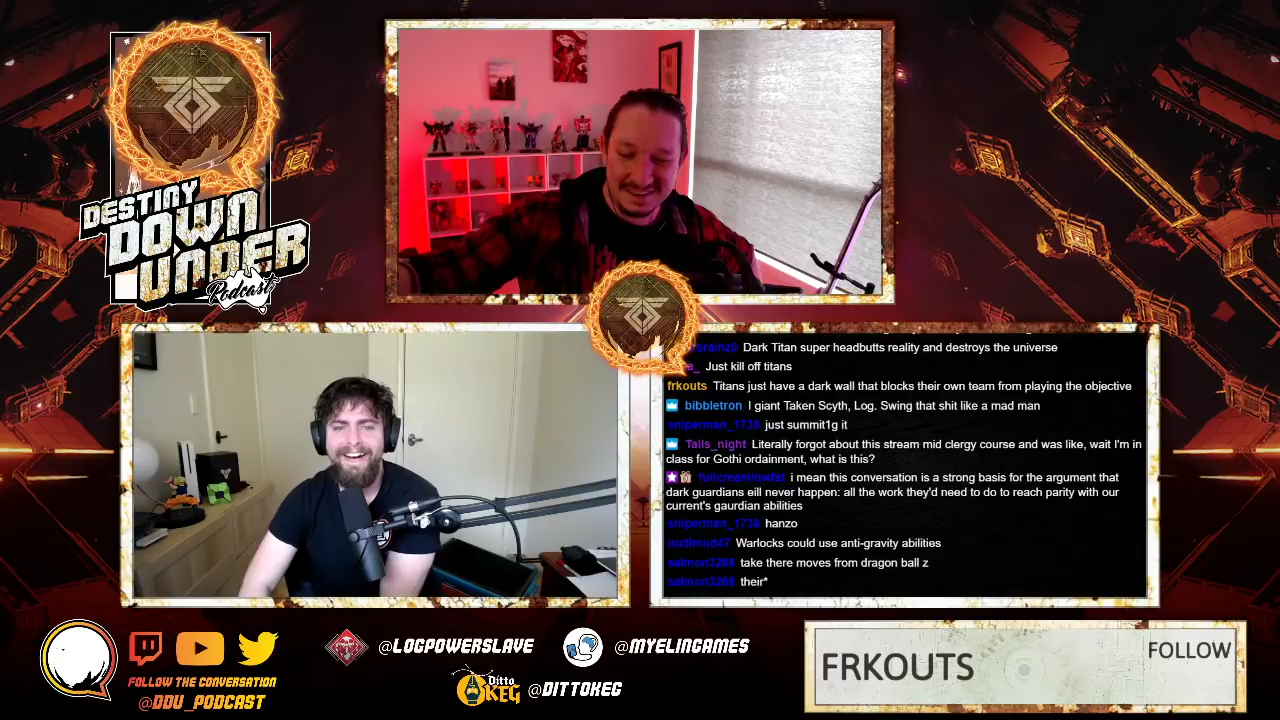 DESTINY
DOWN
UNDER
Podcast
Dark Titan super headbutts reality and destroys the universe
Just kill off titans
frkouts Titans just have a dark wall that blocks their own team from playing the objective
bibbletron I giant Taken Scyth, Log. Swing that shit like a mad man
sniperman_1738 just summit1g it
Tails_night Literally forgot about this stream mid clergy course and was like, wait I'm in
class for Gothi ordainment, what is this?
fullcreamlowfat i mean this conversation is a strong basis for the argument that
dark guardians eill never happen: all the work they'd need to do to reach parity with our
current's gaurdian abilities
sniperman_1738 hanzo
mudimud47 Warlocks could use anti-gravity abilities
salmon3268 take there moves from dragon ball z
salmon3268 their*
FOLLOW THE CONVERSATION
@DDU_PODCAST
@LOGPOWERSLAVE
@MYELINGAMES
Ditto
KEG
@DITTOKEG
FRKOUTS
FOLLOW